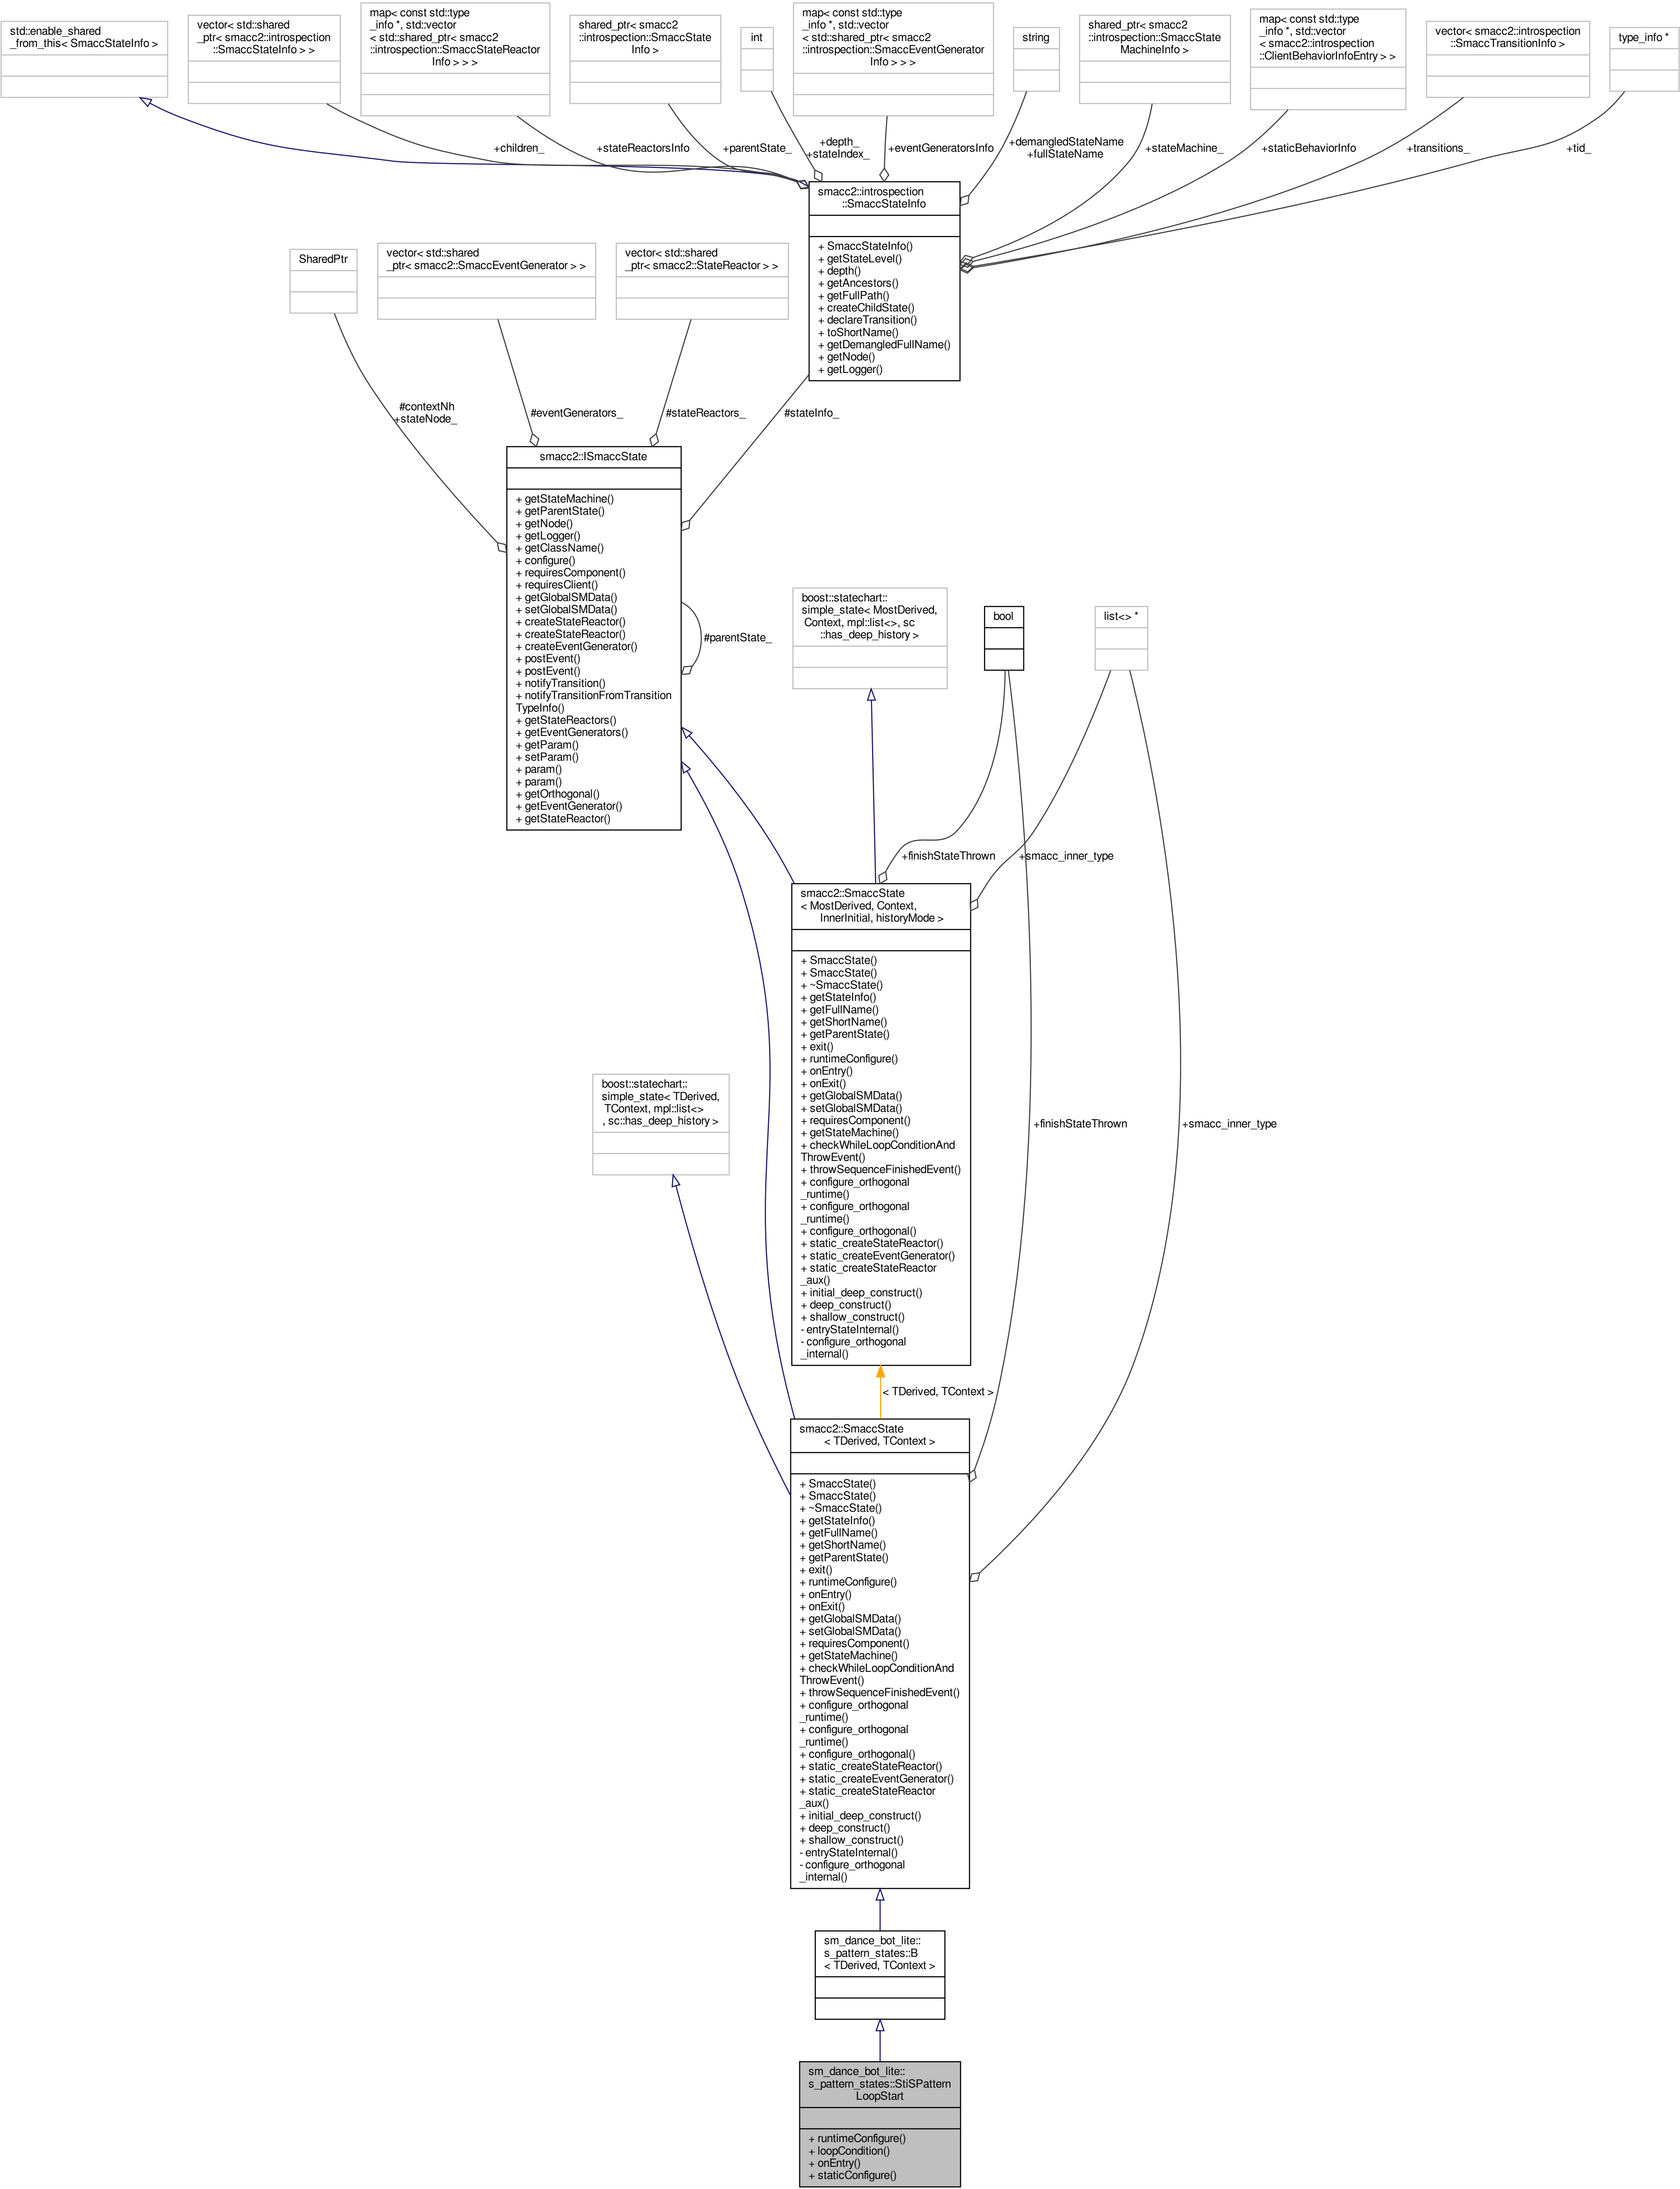 std::enable_shared
_from_this< SmaccStateInfo >
vector< std::shared
_ptr< smacc2::introspection
::SmaccStateInfo > >
map< const std::type
_info *, std::vector
< std::shared_ptr< smacc2
::introspection::SmaccStateReactor
Info > > >
shared_ptr< smacc2
::introspection::SmaccState
Info >
int
map< const std::type
_info *, std::vector
< std::shared_ptr< smacc2
::introspection::SmaccEventGenerator
Info > > >
string
shared_ptr< smacc2
::introspection::SmaccState
MachineInfo >
map< const std::type
_info *, std::vector
< smacc2::introspection
::ClientBehaviorInfoEntry > >
vector< smacc2::introspection
::SmaccTransitionInfo >
type_info *
+children_
+stateReactorsInfo
+parentState_
+depth_
+stateIndex_
+eventGeneratorsInfo
+demangledStateName
+fullStateName
+stateMachine_
+staticBehaviorInfo
+transitions_
+tid_
smacc2::introspection
::SmaccStateInfo
+ SmaccStateInfo()
+ getStateLevel()
+ depth()
+ getAncestors()
+ getFullPath()
+ createChildState()
+ declareTransition()
+ toShortName()
+ getDemangledFullName()
+ getNode()
+ getLogger()
SharedPtr
vector< std::shared
_ptr< smacc2::SmaccEventGenerator > >
vector< std::shared
_ptr< smacc2::StateReactor > >
#contextNh
+stateNode_
#eventGenerators_
#stateReactors_
#stateInfo_
smacc2::ISmaccState
+ getStateMachine()
+ getParentState()
+ getNode()
+ getLogger()
+ getClassName()
+ configure()
+ requiresComponent()
+ requiresClient()
+ getGlobalSMData()
+ setGlobalSMData()
+ createStateReactor()
+ createStateReactor()
+ createEventGenerator()
+ postEvent()
+ postEvent()
+ notifyTransition()
+ notifyTransitionFromTransition
TypeInfo()
+ getStateReactors()
+ getEventGenerators()
+ getParam()
+ setParam()
+ param()
+ param()
+ getOrthogonal()
+ getEventGenerator()
+ getStateReactor()
#parentState_
boost::statechart::
simple_state< MostDerived,
Context, mpl::list<>, sc
::has_deep_history >
bool
list<> *
+finishStateThrown
+smacc_inner_type
smacc2::SmaccState
< MostDerived, Context,
InnerInitial, historyMode >
+ SmaccState()
+ SmaccState()
+ ~SmaccState()
+ getStateInfo()
+ getFullName()
+ getShortName()
+ getParentState()
+ exit()
+ runtimeConfigure()
+ onEntry()
+ onExit()
+ getGlobalSMData()
+ setGlobalSMData()
+ requiresComponent()
+ getStateMachine()
+ checkWhileLoopConditionAnd
ThrowEvent()
+ throwSequenceFinishedEvent()
+ configure_orthogonal
_runtime()
+ configure_orthogonal
_runtime()
+ configure_orthogonal()
+ static_createStateReactor()
+ static_createEventGenerator()
+ static_createStateReactor
_aux()
+ initial_deep_construct()
+ deep_construct()
+ shallow_construct()
- entryStateInternal()
- configure_orthogonal
_internal()
boost::statechart::
simple_state< TDerived,
TContext, mpl::list<>
, sc::has_deep_history >
+finishStateThrown
+smacc_inner_type
< TDerived, TContext >
smacc2::SmaccState
< TDerived, TContext >
+ SmaccState()
+ SmaccState()
+ ~SmaccState()
+ getStateInfo()
+ getFullName()
+ getShortName()
+ getParentState()
+ exit()
+ runtimeConfigure()
+ onEntry()
+ onExit()
+ getGlobalSMData()
+ setGlobalSMData()
+ requiresComponent()
+ getStateMachine()
+ checkWhileLoopConditionAnd
ThrowEvent()
+ throwSequenceFinishedEvent()
+ configure_orthogonal
_runtime()
+ configure_orthogonal
_runtime()
+ configure_orthogonal()
+ static_createStateReactor()
+ static_createEventGenerator()
+ static_createStateReactor
_aux()
+ initial_deep_construct()
+ deep_construct()
+ shallow_construct()
- entryStateInternal()
- configure_orthogonal
_internal()
sm_dance_bot_lite::
s_pattern_states::B
< TDerived, TContext >
sm_dance_bot_lite::
s_pattern_states::StiSPattern
LoopStart
+ runtimeConfigure()
+ loopCondition()
+ onEntry()
+ staticConfigure()